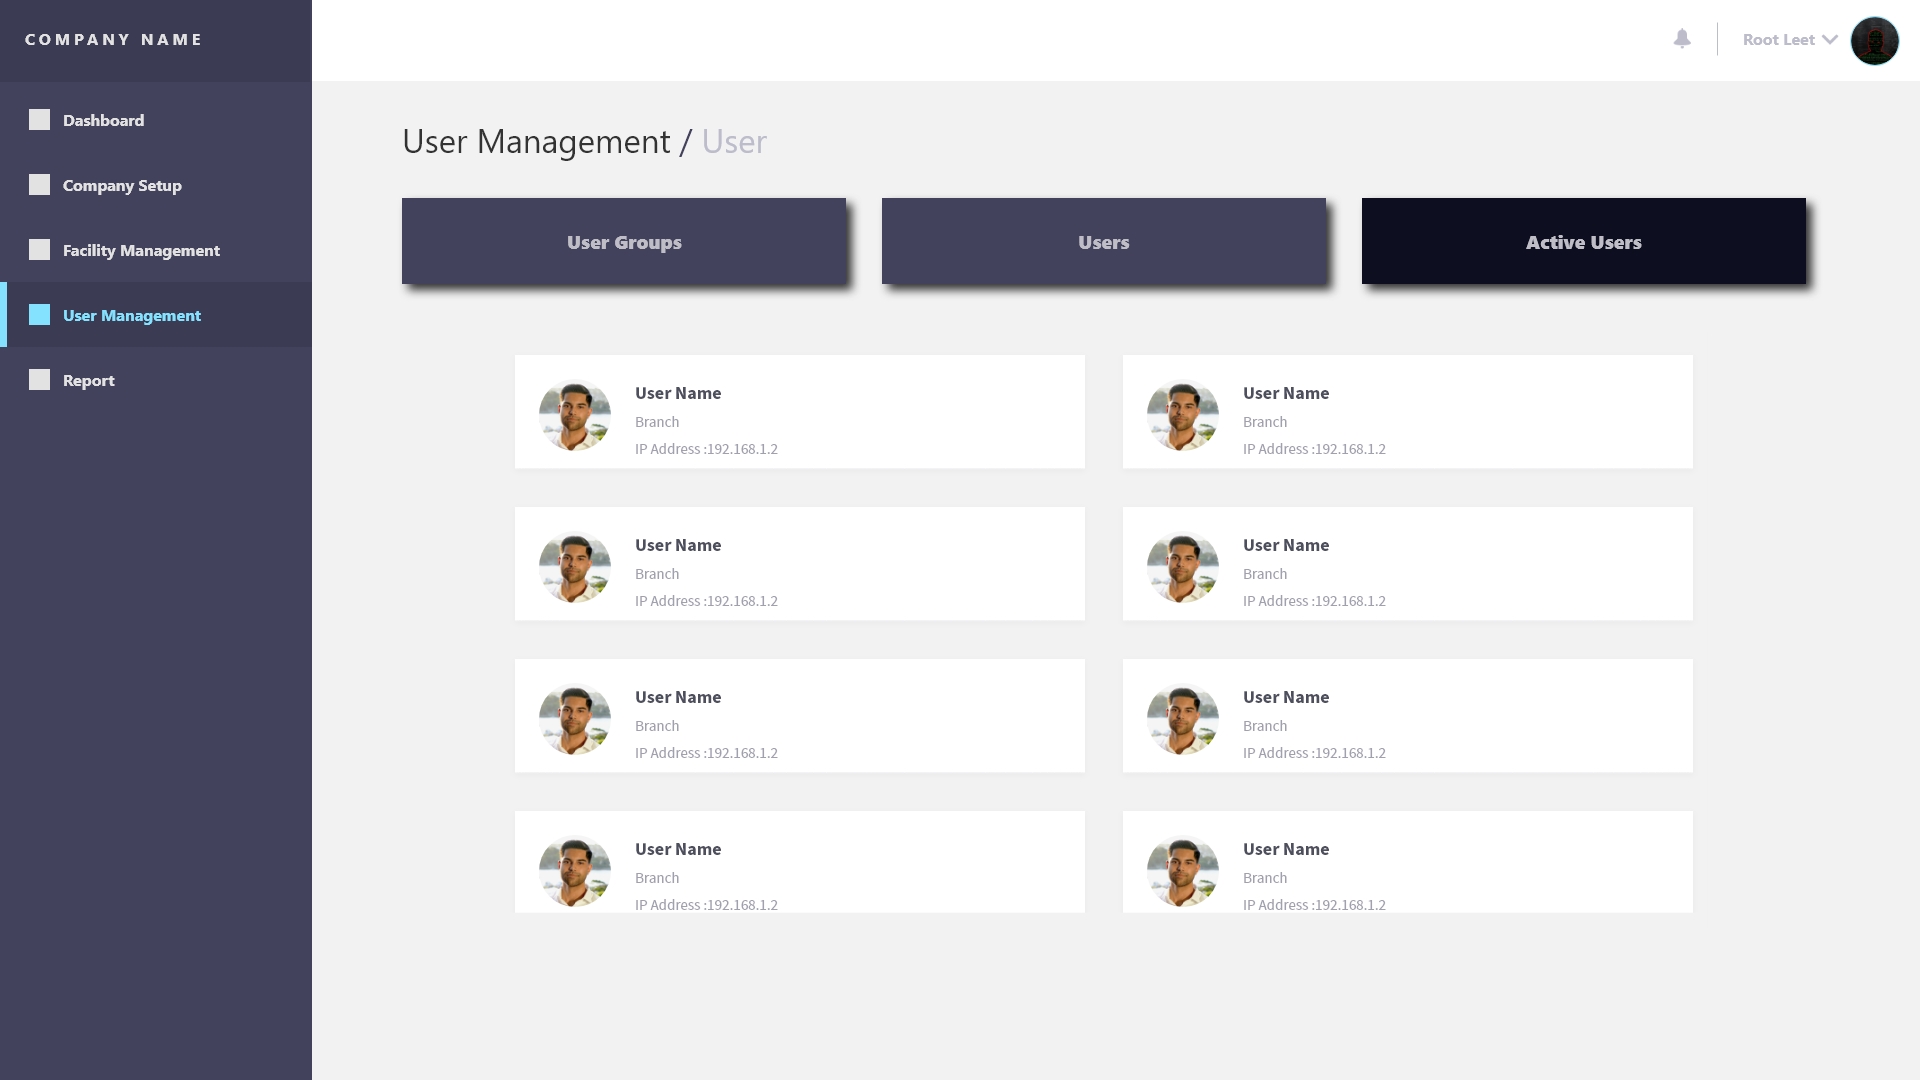 COMPANY NAME
Root Leet
Dashboard
Company Setup
Facility Management
User Management
Report
User Management / User
User Groups
Users
Active Users
User Name
Branch
IP Address :192.168.1.2
User Name
Branch
IP Address :192.168.1.2
User Name
Branch
IP Address :192.168.1.2
User Name
Branch
IP Address :192.168.1.2
User Name
Branch
IP Address :192.168.1.2
User Name
Branch
IP Address :192.168.1.2
User Name
Branch
IP Address :192.168.1.2
User Name
Branch
IP Address :192.168.1.2